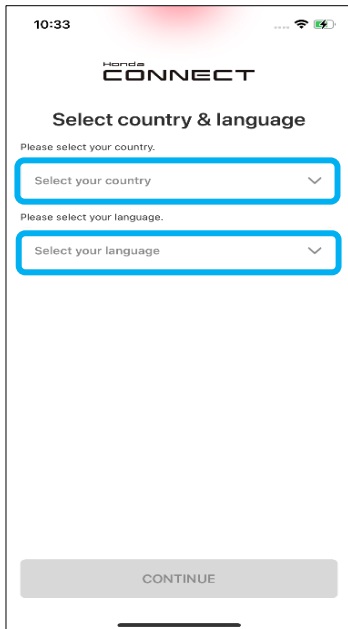 10:33
Honda
CONNECT
Select country & language
Please select your country.
Select your country
Please select your language.
Select your language
CONTINUE